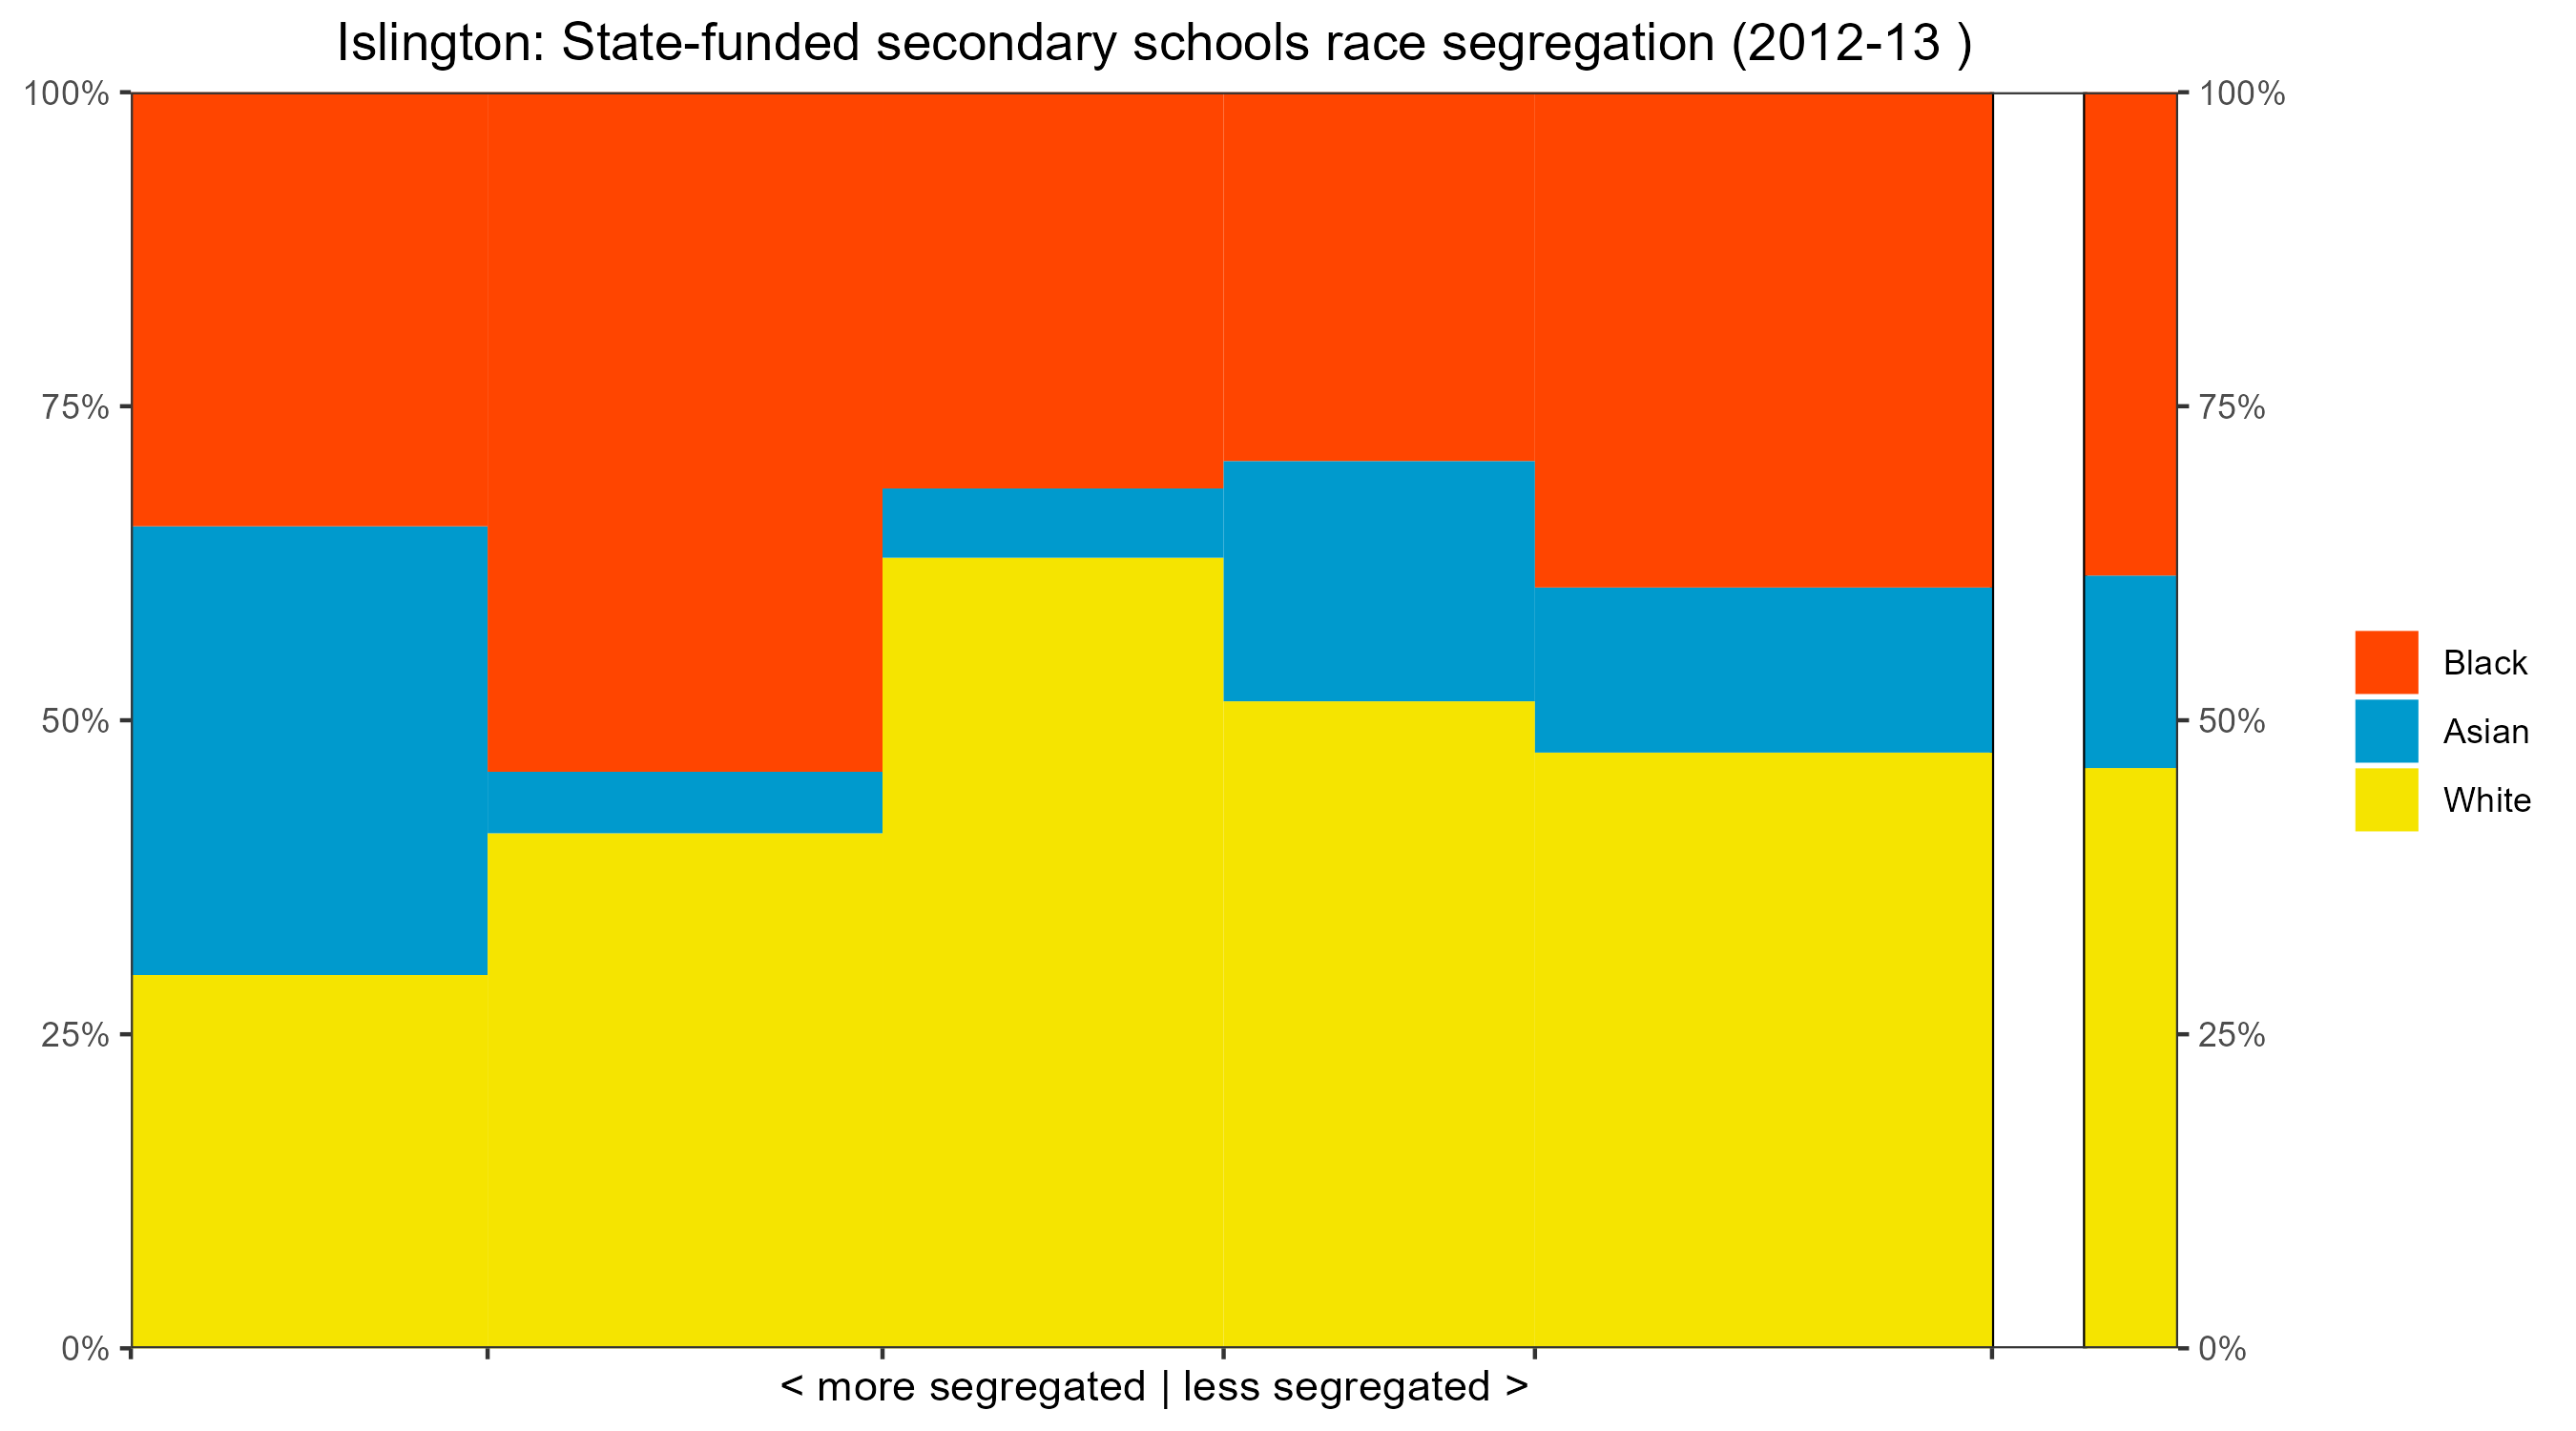 Islington: State-funded secondary schools race segregation (2012-13 )
100%
75%
50%
25%
0%
100%
75%
50%
25%
0%
Black
Asian
White
< more segregated | less segregated >